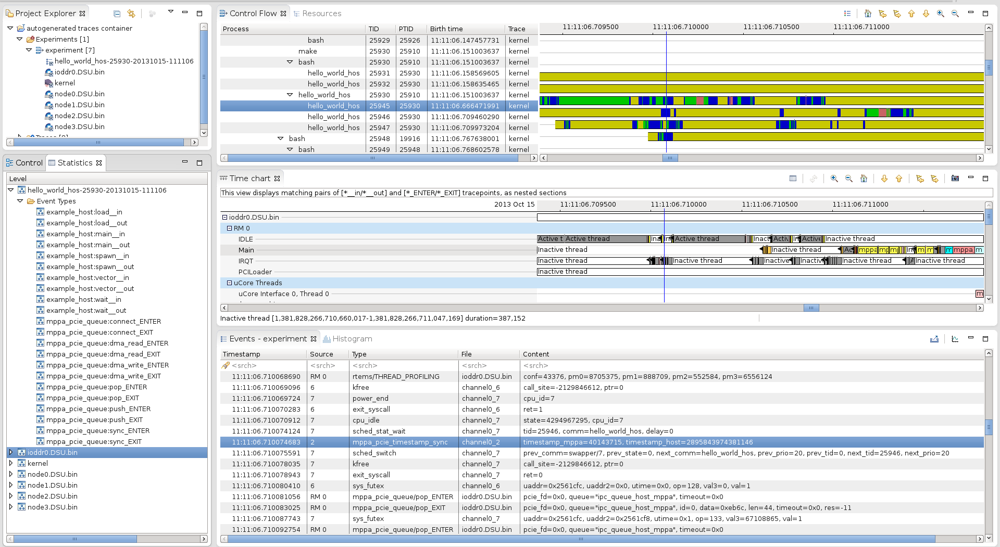 Project Explorer
autogenerated traces container
Experiments [1]
experiment [7]
hello_world_hos-25930-20131015-111106
ioddr0.DSU.bin
kernel
node0.DSU.bin
node1.DSU.bin
node2.DSU.bin
node3.DSU.bin
Control Statistics
Level
hello_world_hos-25930-20131015-111106
Event Types
example_host:load__in
example_host:load__out
example_host:main__in
example_host:main__out
example_host:spawn__in
example_host:spawn__out
example_host:vector__in
example_host:vector__out
example_host:wait__in
example_host:wait__out
mppa_pcie_queue:connect_ENTER
mppa_pcie_queue:connect_EXIT
mppa_pcie_queue:dma_read_ENTER
mppa_pcie_queue:dma_read_EXIT
mppa_pcie_queue:dma_write_ENTER
mppa_pcie_queue:dma_write_EXIT
mppa_pcie_queue:pop_ENTER
mppa_pcie_queue:pop_EXIT
mppa_pcie_queue:push_ENTER
mppa_pcie_queue:push_EXIT
mppa_pcie_queue:sync_ENTER
mppa_pcie_queue:sync_EXIT
ioddr0.DSU.bin
kernel
node0.DSU.bin
node1.DSU.bin
node2.DSU.bin
node3.DSU.bin
Control Flow Resources
Process TID PTID Birth time Trace 11:11:06.709500 11:11:06.710000 11:11:06.710500 11:11:06.711000
bash 25929 25926 11:11:06.147457731 kernel
make 25930 25910 11:11:06.151003637 kernel
bash 25930 25910 11:11:06.151003637 kernel
hello_world_hos 25931 25930 11:11:06.158569605 kernel
hello_world_hos 25932 25930 11:11:06.158635465 kernel
hello_world_hos 25930 25910 11:11:06.151003637 kernel
hello_world_hos 25945 25930 11:11:06.666471991 kernel
hello_world_hos 25946 25930 11:11:06.709460290 kernel
hello_world_hos 25947 25930 11:11:06.709973204 kernel
bash 25948 19916 11:11:06.767638001 kernel
bash 25949 25948 11:11:06.768602578 kernel
Time chart
This view displays matching pairs of [*__in/*__out] and [*_ENTER/*_EXIT] tracepoints, as nested sections
2013 Oct 15 11:11:06.709500 11:11:06.710000 11:11:06.710500 11:11:06.711000
ioddr0.DSU.bin
RM 0
IDLE Active t Active thread Ina Active thread Inact Activ Active Inactive thread
Main Inactive thread Inactive thread Ac mppa mp m m m m mppa m
IRQT Inactive thread Inactive thread Inactive Inactiv Inactive thread Inactive thread
PCILoader Inactive thread
uCore Threads
uCore Interface 0, Thread 0 m
Inactive thread [1,381,828,266,710,660,017-1,381,828,266,711,047,169] duration=387,152
Events - experiment Histogram
Timestamp Source Type File Content
<srch> <srch> <srch> <srch> <srch>
11:11:06.710068690 RM 0 rtems/THREAD_PROFILING ioddr0.DSU.bin conf=43376, pm0=8705375, pm1=888709, pm2=552584, pm3=6556124
11:11:06.710069096 6 kfree channel0_6 call_site=-2129846612, ptr=0
11:11:06.710069724 7 power_end channel0_7 cpu_id=7
11:11:06.710070283 6 exit_syscall channel0_6 ret=1
11:11:06.710070912 7 cpu_idle channel0_7 state=4294967295, cpu_id=7
11:11:06.710074124 7 sched_stat_wait channel0_7 tid=25946, comm=hello_world_hos, delay=0
11:11:06.710074683 2 mppa_pcie_timestamp_sync channel0_2 timestamp_mppa=40143715, timestamp_host=2895843974381146
11:11:06.710075591 7 sched_switch channel0_7 prev_comm=swapper/7, prev_state=0, next_comm=hello_world_hos, prev_prio=20, prev_tid=0, next_tid=25946, next_prio=20
11:11:06.710078035 7 kfree channel0_7 call_site=-2129846612, ptr=0
11:11:06.710078943 7 exit_syscall channel0_7 ret=0
11:11:06.710080410 6 sys_futex channel0_6 uaddr=0x2561cfc, uaddr2=0x0, utime=0x0, op=128, val3=0, val=1
11:11:06.710081056 RM 0 mppa_pcie_queue/pop_ENTER ioddr0.DSU.bin pcie_fd=0x0, queue="ipc_queue_host_mppa", timeout=0x0
11:11:06.710083025 RM 0 mppa_pcie_queue/pop_EXIT ioddr0.DSU.bin pcie_fd=0x0, queue="ipc_queue_host_mppa", id=0, data=0xeb6c, len=44, timeout=0x0, res=-11
11:11:06.710087743 7 sys_futex channel0_7 uaddr=0x2561cfc, uaddr2=0x2561cf8, utime=0x1, op=133, val3=67108865, val=1
11:11:06.710092754 RM 0 mppa_pcie_queue/pop_ENTER ioddr0.DSU.bin pcie_fd=0x0, queue="ipc_queue_host_mppa", timeout=0x0